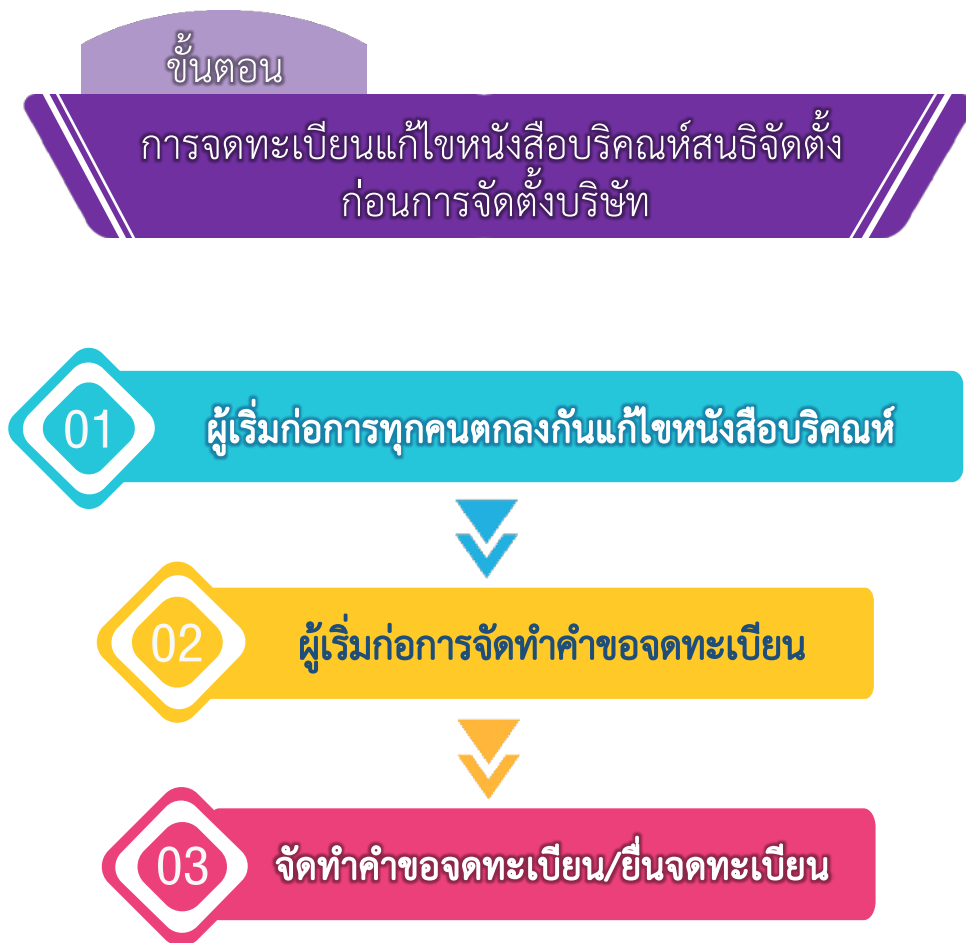 ขั้นตอน
การจดทะเบียนแก้ไขหนังสือบริคณห์สนธิจัดตั้ง
ก่อนการจัดตั้งบริษัท
01
ผู้เริ่มก่อการทุกคนตกลงกันแก้ไขหนังสือบริคณห์
02
ผู้เริ่มก่อการจัดทำคำขอจดทะเบียน
03
จัดทำคำขอจดทะเบียน/ยื่นจดทะเบียน